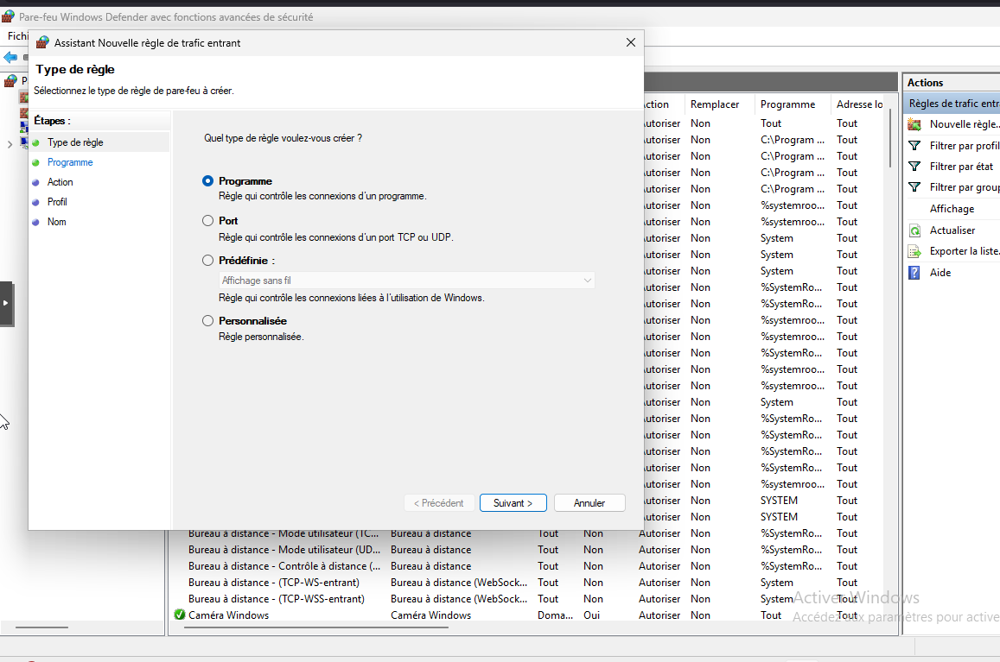 Pare-feu Windows Defender avec fonctions avancées de sécurité
Fichi
Assistant Nouvelle règle de trafic entrant
Type de règle
Sélectionnez le type de règle de pare-feu à créer.
Étapes :
Type de règle
Programme
Action
Profil
Nom
Quel type de règle voulez-vous créer ?
Programme
Règle qui contrôle les connexions d'un programme.
Port
Règle qui contrôle les connexions d'un port TCP ou UDP.
Prédéfinie :
Affichage sans fil
Règle qui contrôle les connexions liées à l'utilisation de Windows.
Personnalisée
Règle personnalisée.
< Précédent Suivant > Annuler
ction Remplacer Programme Adresse lo
utoriser Non Tout Tout
utoriser Non C:\Program ... Tout
utoriser Non C:\Program ... Tout
utoriser Non C:\Program ... Tout
utoriser Non C:\Program ... Tout
utoriser Non %systemroo... Tout
utoriser Non %systemroo... Tout
utoriser Non System Tout
utoriser Non System Tout
utoriser Non System Tout
utoriser Non %SystemRo... Tout
utoriser Non %SystemRo... Tout
utoriser Non %systemroo... Tout
utoriser Non %SystemRo... Tout
utoriser Non %SystemRo... Tout
utoriser Non %systemroo... Tout
utoriser Non %systemroo... Tout
utoriser Non System Tout
utoriser Non %SystemRo... Tout
utoriser Non %SystemRo... Tout
utoriser Non %SystemRo... Tout
utoriser Non %SystemRo... Tout
utoriser Non %systemroo... Tout
utoriser Non SYSTEM Tout
utoriser Non SYSTEM Tout
Bureau à distance - Mode utilisateur (TC... Bureau à distance Tout Non Autoriser Non %SystemRo... Tout
Bureau à distance - Mode utilisateur (UD... Bureau à distance Tout Non Autoriser Non %SystemRo... Tout
Bureau à distance - Contrôle à distance (... Bureau à distance Tout Non Autoriser Non %SystemRo... Tout
Bureau à distance - (TCP-WS-entrant) Bureau à distance (WebSock... Tout Non Autoriser Non System Tout
Bureau à distance - (TCP-WSS-entrant) Bureau à distance (WebSock... Tout Non Autoriser Non System Tout
Caméra Windows Caméra Windows Doma... Oui Autoriser Non Tout Tout
Actions
Règles de trafic entr
Nouvelle règle..
Filtrer par profil
Filtrer par état
Filtrer par group
Affichage
Actualiser
Exporter la liste.
Aide
Activer Windows
Accédez aux paramètres pour active